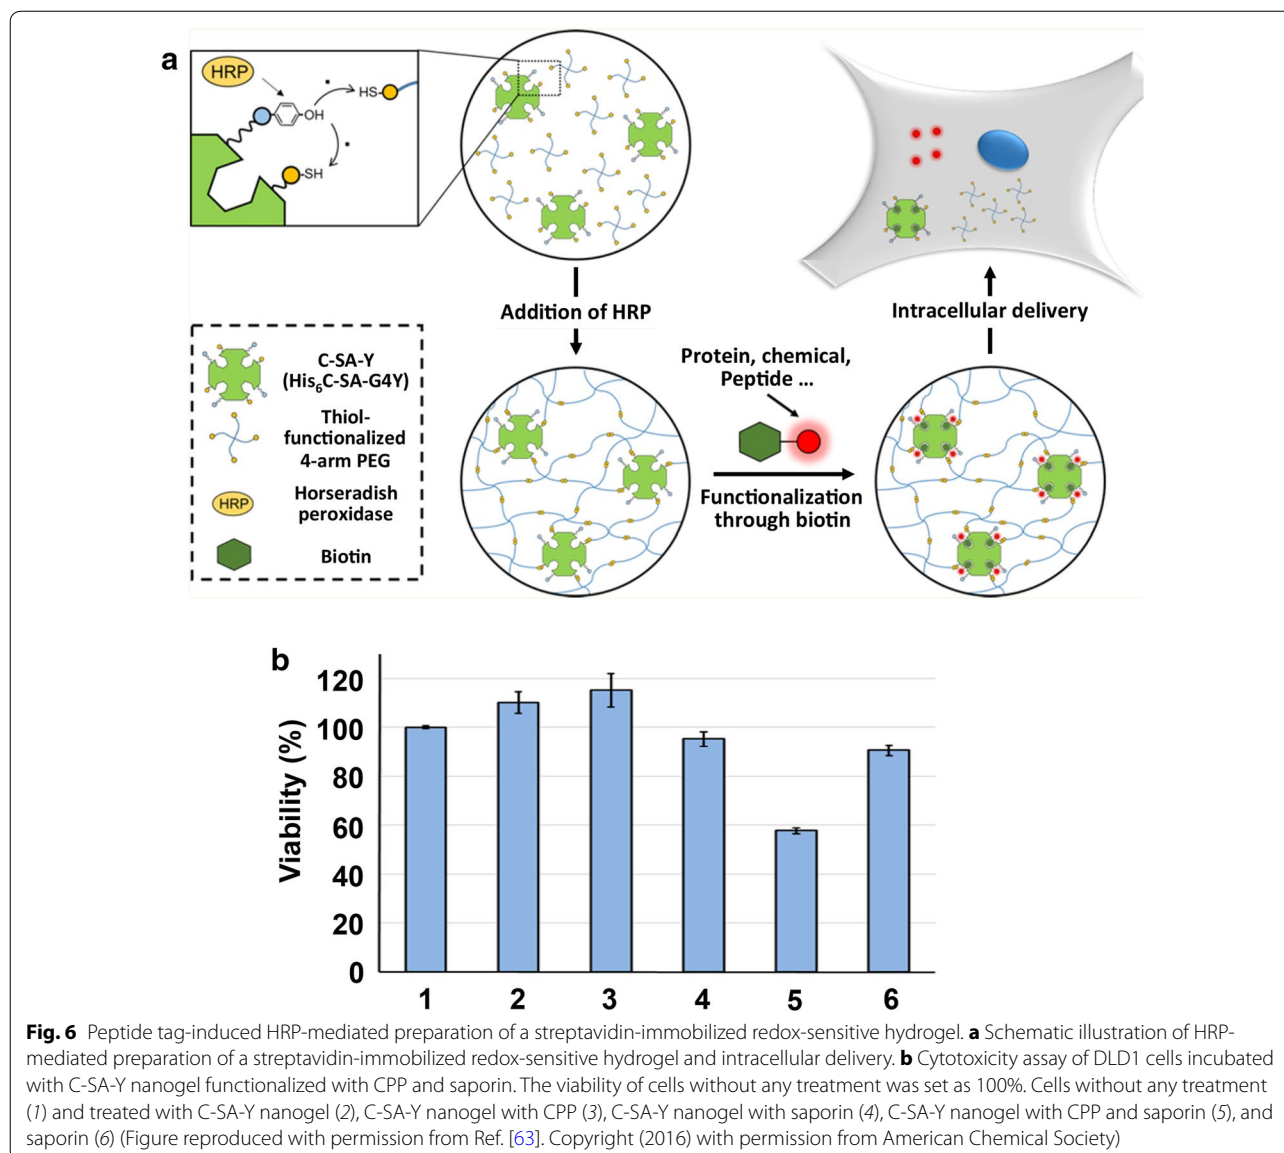 a
HRP
HS
OH
SH
Addition of HRP
Intracellular delivery
Protein, chemical,
Peptide ...
Functionalization
through biotin
C-SA-Y
(His₆C-SA-G4Y)
Thiol-
functionalized
4-arm PEG
HRP
Horseradish
peroxidase
Biotin
b
Viability (%)
120
100
80
60
40
20
0
1 2 3 4 5 6
Fig. 6 Peptide tag-induced HRP-mediated preparation of a streptavidin-immobilized redox-sensitive hydrogel. a Schematic illustration of HRP-
mediated preparation of a streptavidin-immobilized redox-sensitive hydrogel and intracellular delivery. b Cytotoxicity assay of DLD1 cells incubated
with C-SA-Y nanogel functionalized with CPP and saporin. The viability of cells without any treatment was set as 100%. Cells without any treatment
(1) and treated with C-SA-Y nanogel (2), C-SA-Y nanogel with CPP (3), C-SA-Y nanogel with saporin (4), C-SA-Y nanogel with CPP and saporin (5), and
saporin (6) (Figure reproduced with permission from Ref. [63]. Copyright (2016) with permission from American Chemical Society)